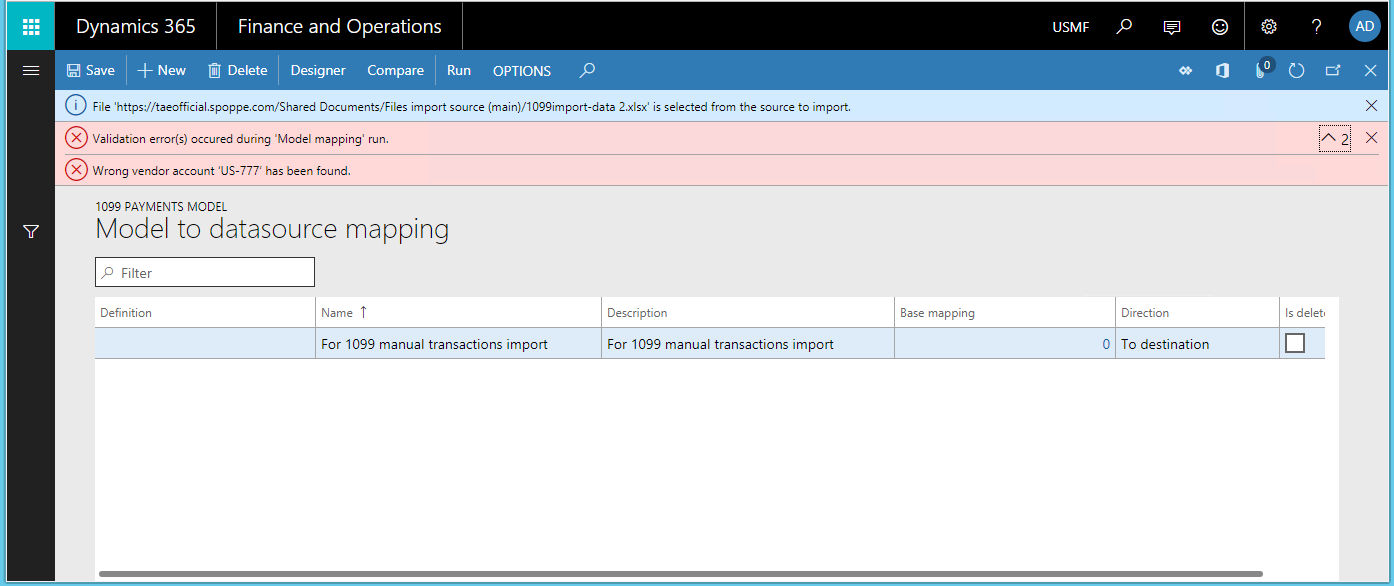 Dynamics 365 Finance and Operations USMF ? AD
Save New Delete Designer Compare Run OPTIONS 0
File 'https://taeofficial.spoppe.com/Shared Documents/Files import source (main)/1099import-data 2.xlsx' is selected from the source to import.
Validation error(s) occured during 'Model mapping' run. 2
Wrong vendor account 'US-777' has been found.
1099 PAYMENTS MODEL
Model to datasource mapping
Filter
Definition Name ↑ Description Base mapping Direction Is delete
For 1099 manual transactions import For 1099 manual transactions import 0 To destination